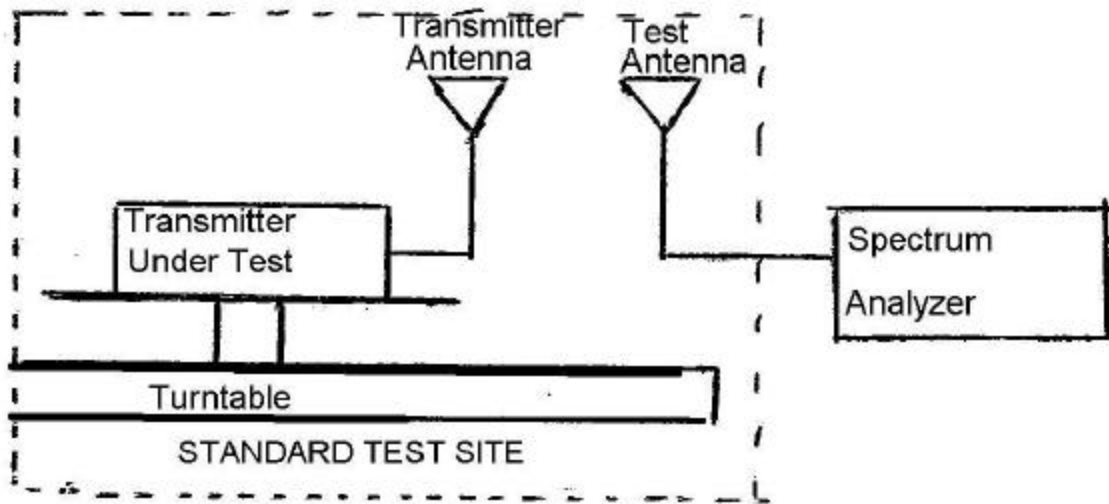 Transmitter
Antenna
Test
Antenna
Transmitter
Under Test
Spectrum
Analyzer
Turntable
STANDARD TEST SITE